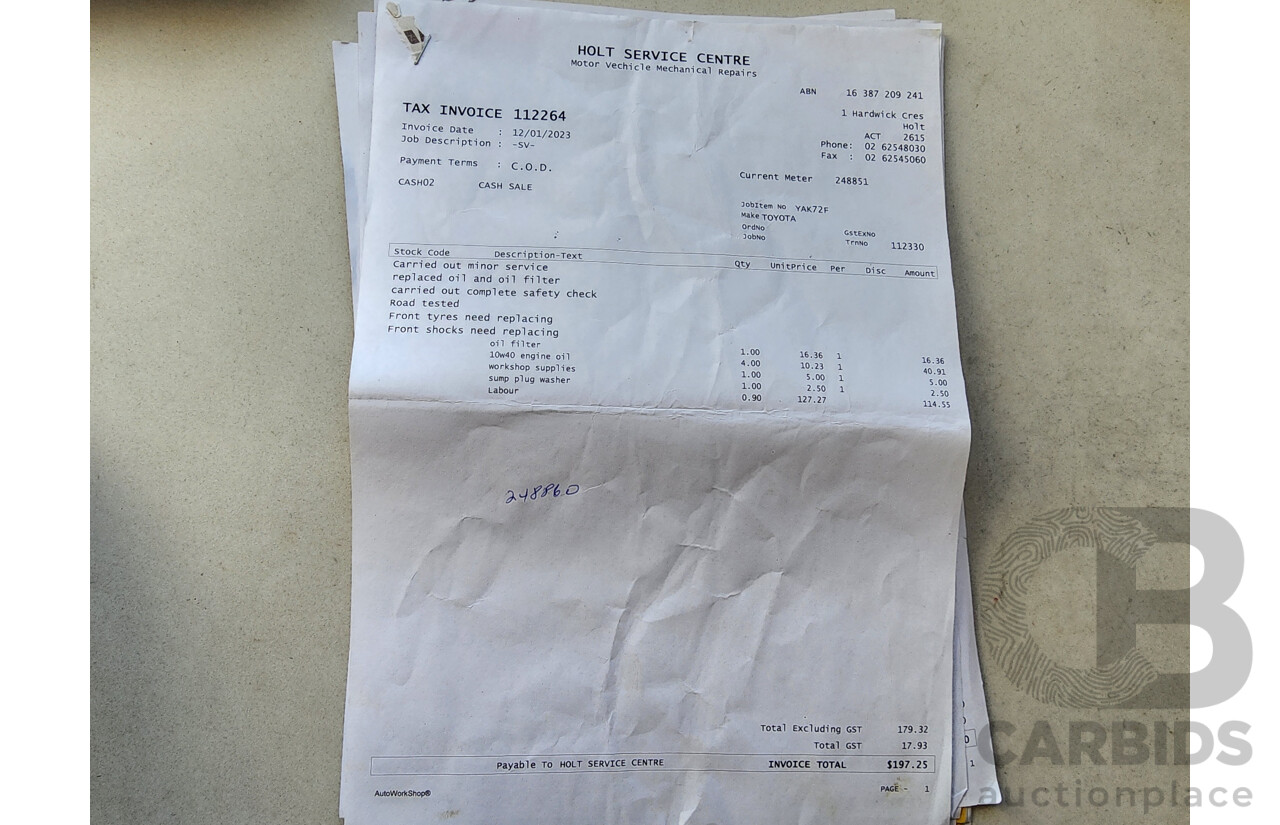 HOLT SERVICE CENTRE
Motor Vechicle Mechanical Repairs
ABN 16 387 209 241
TAX INVOICE 112264
1 Hardwick Cres
Holt
ACT 2615
Phone: 02 62548030
Fax : 02 62545060
Invoice Date : 12/01/2023
Job Description : -SV-
Payment Terms : C.O.D.
CASH02 CASH SALE
Current Meter 248851
JobItem No YAK72F
Make TOYOTA
OrdNo GstExNo
JobNo TrnNo 112330
Stock Code Description-Text Qty UnitPrice Per Disc Amount
Carried out minor service
replaced oil and oil filter
carried out complete safety check
Road tested
Front tyres need replacing
Front shocks need replacing
oil filter 1.00 16.36 1 16.36
10w40 engine oil 4.00 10.23 1 40.91
workshop supplies 1.00 5.00 1 5.00
sump plug washer 1.00 2.50 1 2.50
Labour 0.90 127.27 114.55
248860
Total Excluding GST 179.32
Total GST 17.93
Payable To HOLT SERVICE CENTRE INVOICE TOTAL $197.25
AutoWorkShop® PAGE - 1
CB
CARBIDS
auctionplace